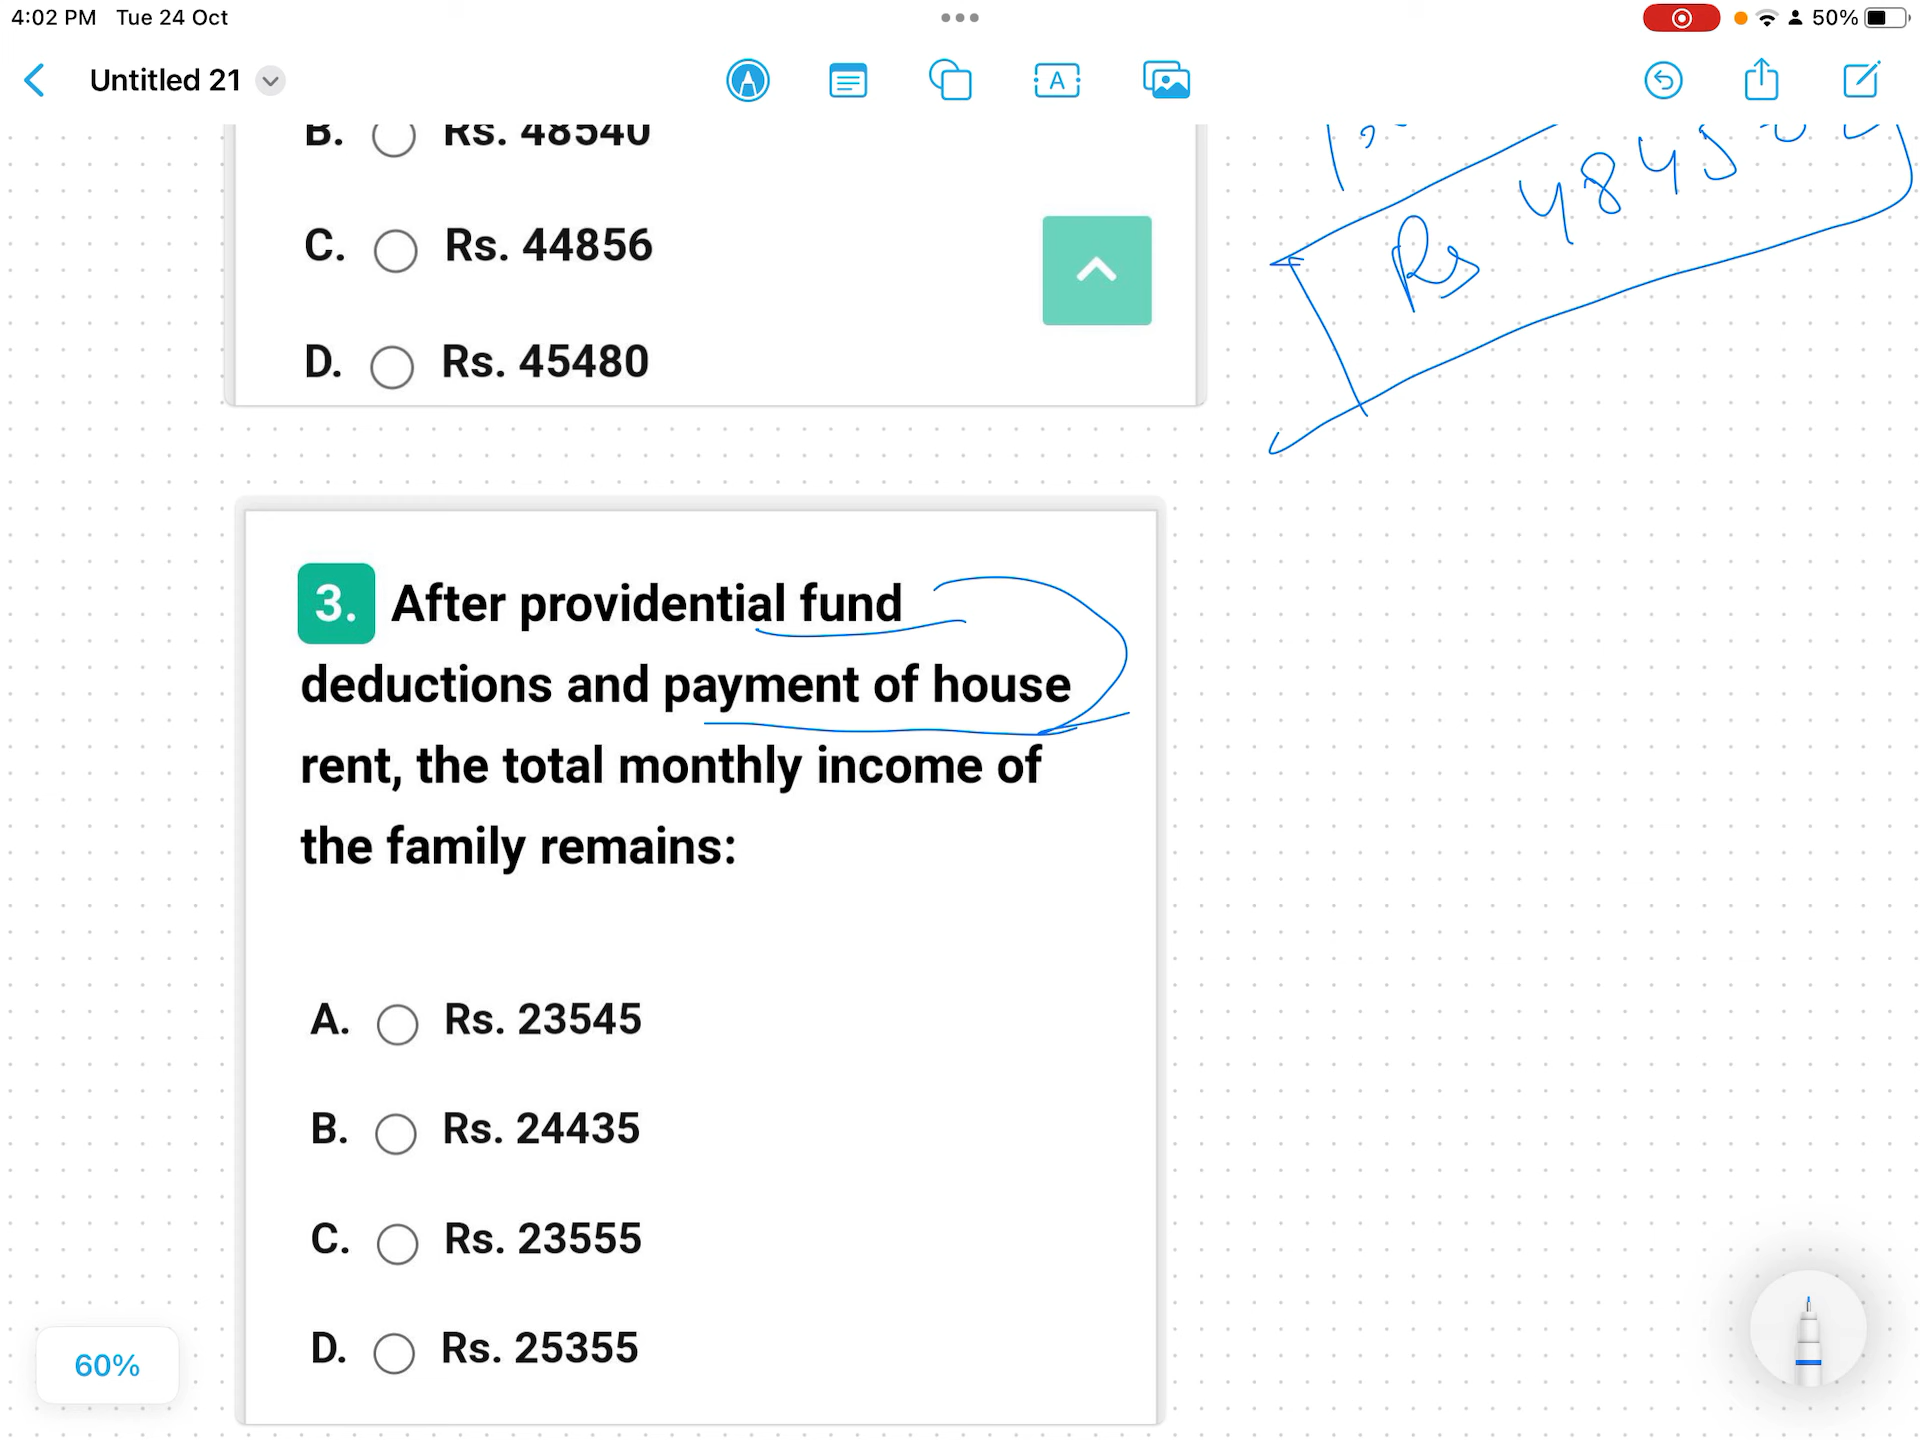 4:02 PM Tue 24 Oct
50%
Untitled 21
A
B. Rs. 48540
C. Rs. 44856
D. Rs. 45480
Rs
3. After providential fund
deductions and payment of house
rent, the total monthly income of
the family remains:
A. Rs. 23545
B. Rs. 24435
C. Rs. 23555
D. Rs. 25355
60%